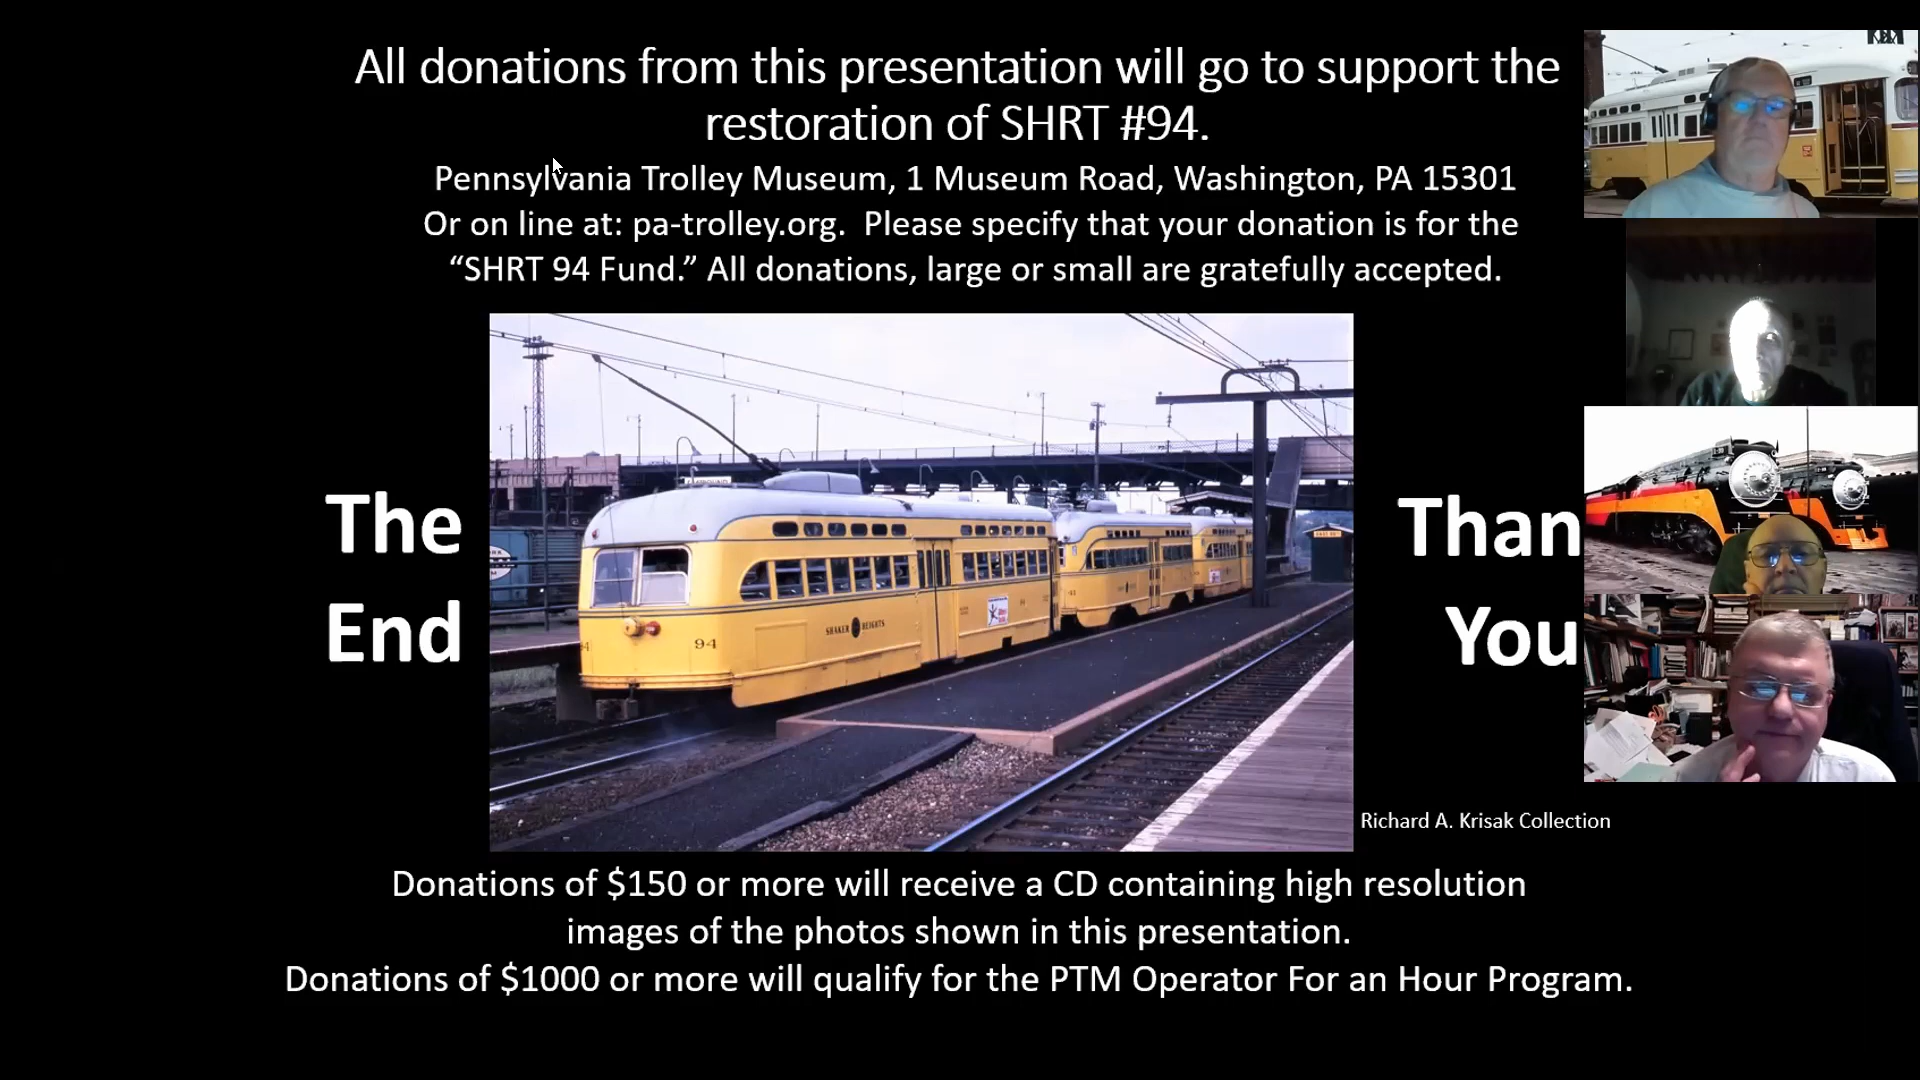 All donations from this presentation will go to support the
restoration of SHRT #94.
Pennsylvania Trolley Museum, 1 Museum Road, Washington, PA 15301
Or on line at: pa-trolley.org.  Please specify that your donation is for the
“SHRT 94 Fund.” All donations, large or small are gratefully accepted.
The
End
SHAKER HEIGHTS
94
Than
You
Richard A. Krisak Collection
Donations of $150 or more will receive a CD containing high resolution
images of the photos shown in this presentation.
Donations of $1000 or more will qualify for the PTM Operator For an Hour Program.